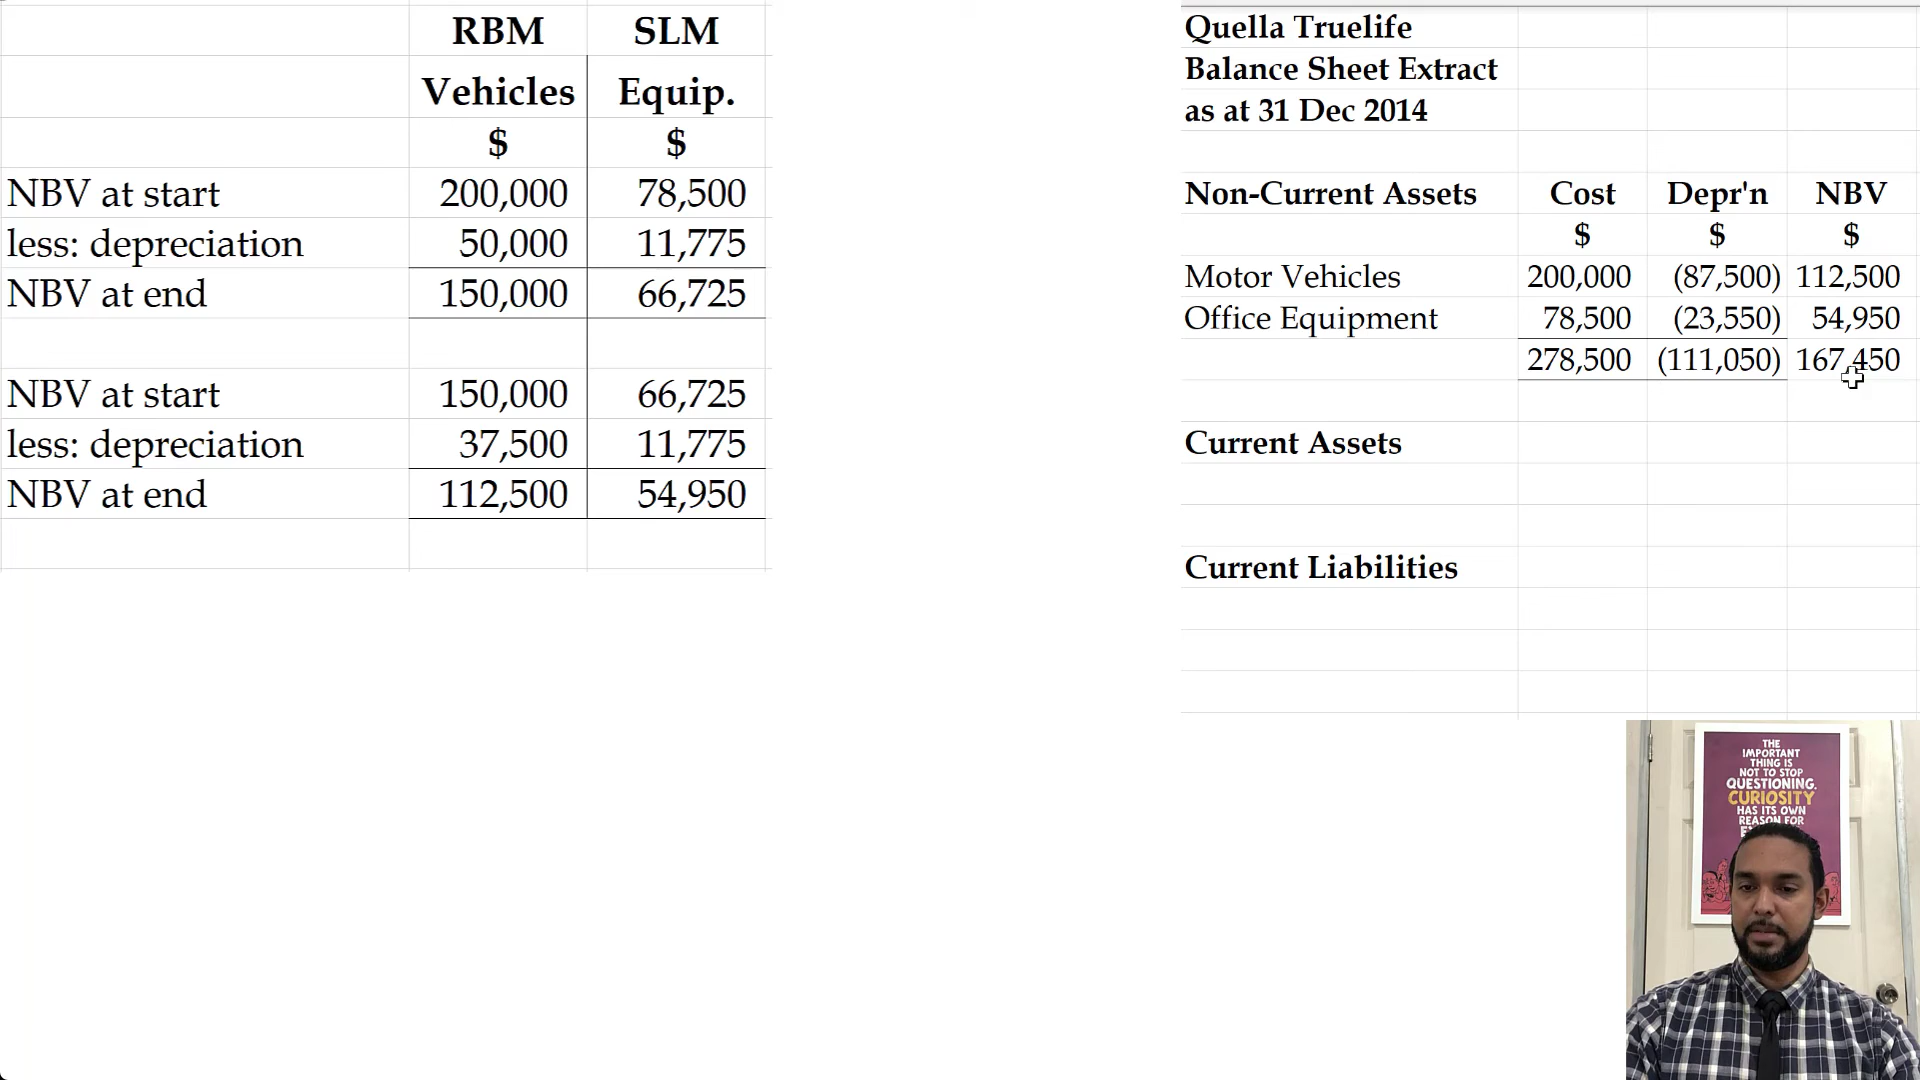 RBM SLM
Vehicles Equip.
$ $
NBV at start 200,000 78,500
less: depreciation 50,000 11,775
NBV at end 150,000 66,725
NBV at start 150,000 66,725
less: depreciation 37,500 11,775
NBV at end 112,500 54,950
Quella Truelife
Balance Sheet Extract
as at 31 Dec 2014
Non-Current Assets Cost Depr'n NBV
$ $ $
Motor Vehicles 200,000 (87,500) 112,500
Office Equipment 78,500 (23,550) 54,950
278,500 (111,050) 167,450
Current Assets
Current Liabilities
THE
IMPORTANT
THING IS
NOT TO STOP
QUESTIONING.
CURIOSITY
HAS ITS OWN
REASON FOR